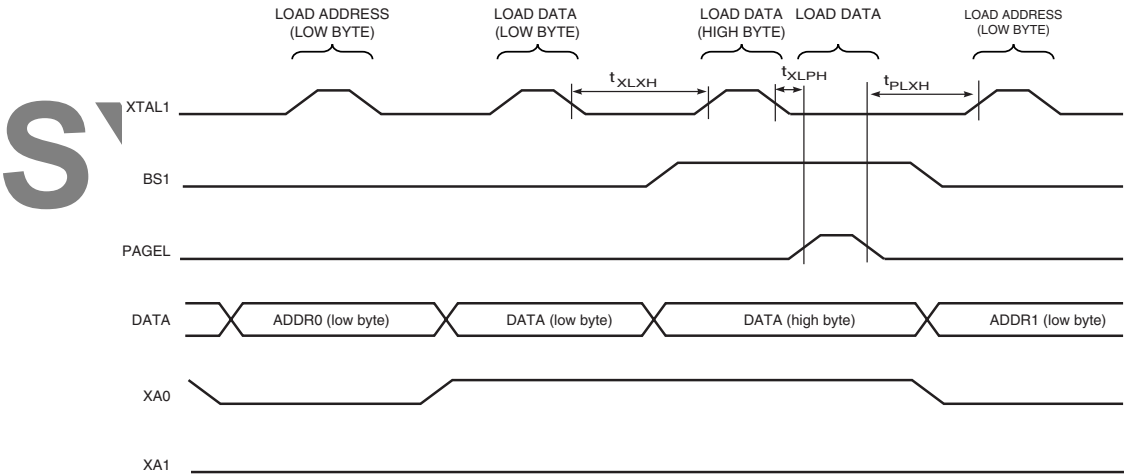 LOAD ADDRESS
(LOW BYTE)
LOAD DATA
(LOW BYTE)
LOAD DATA
(HIGH BYTE)
LOAD DATA
LOAD ADDRESS
(LOW BYTE)
tXLXH
tXLPH
tPLXH
S
XTAL1
BS1
PAGEL
DATA
ADDR0 (low byte)
DATA (low byte)
DATA (high byte)
ADDR1 (low byte)
XA0
XA1